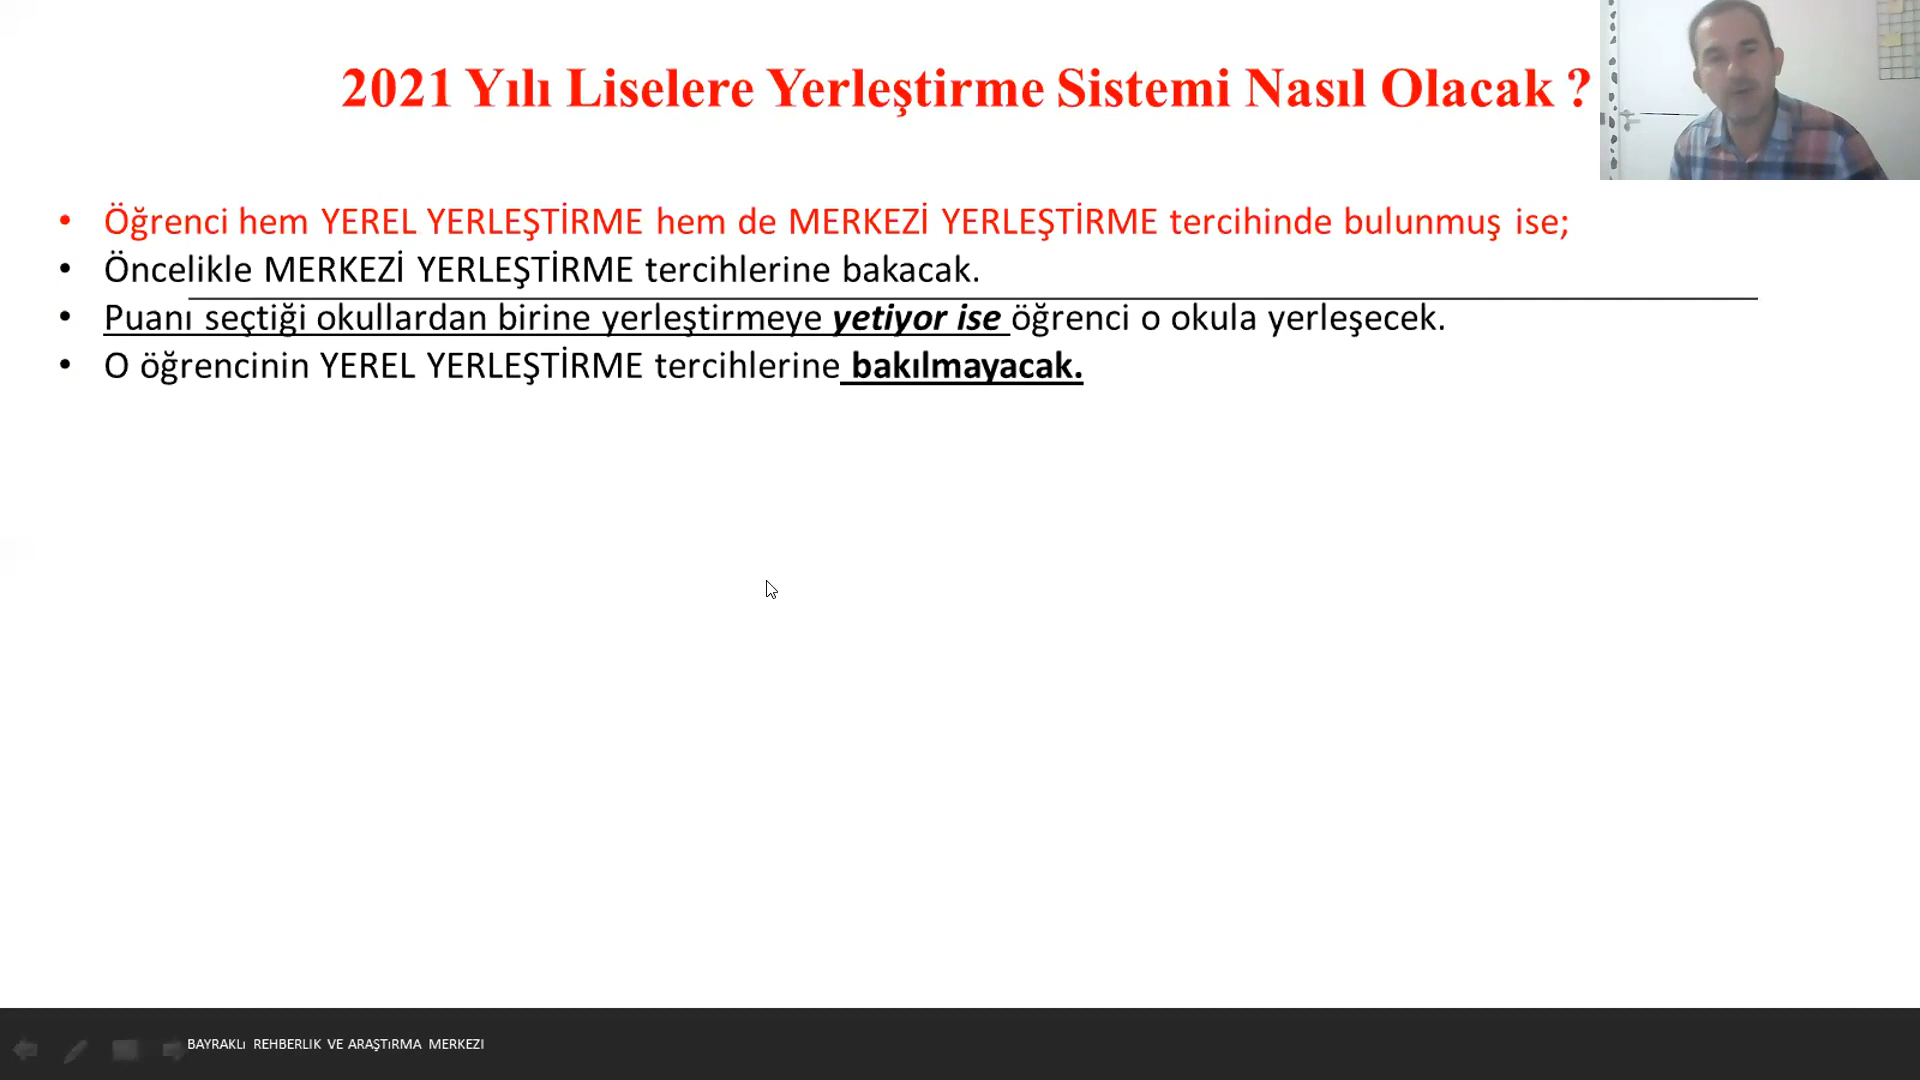 2021 Yılı Liselere Yerleştirme Sistemi Nasıl Olacak ?
• Öğrenci hem YEREL YERLEŞTİRME hem de MERKEZİ YERLEŞTİRME tercihinde bulunmuş ise;
• Öncelikle MERKEZİ YERLEŞTİRME tercihlerine bakacak.
• Puanı seçtiği okullardan birine yerleştirmeye yetiyor ise öğrenci o okula yerleşecek.
• O öğrencinin YEREL YERLEŞTİRME tercihlerine bakılmayacak.
BAYRAKLı REHBERLIK VE ARAŞTıRMA MERKEZI